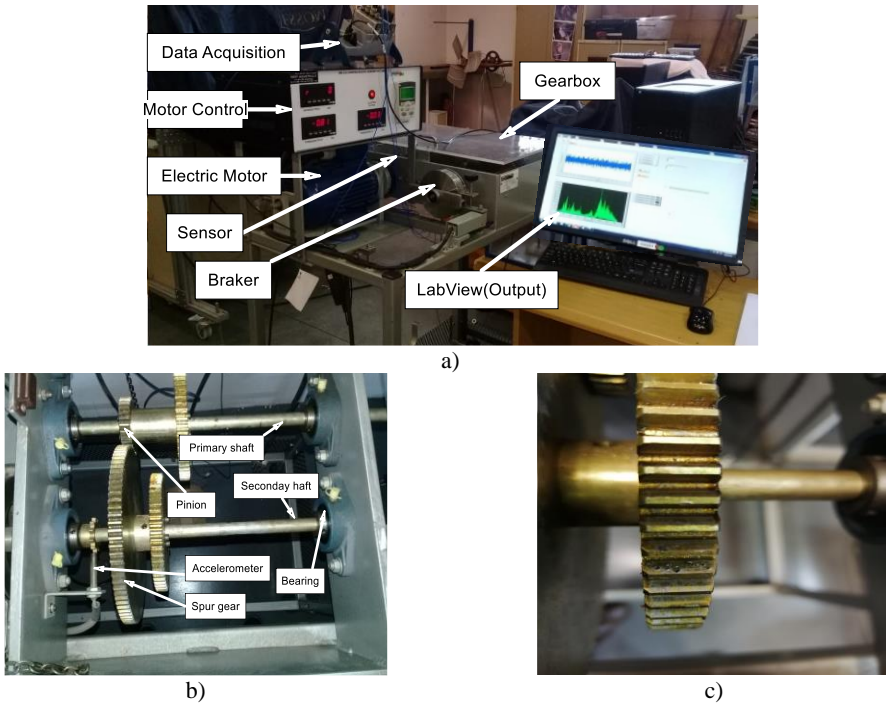 Data Acquisition
Motor Control
Electric Motor
Sensor
Braker
Gearbox
LabView(Output)
a)
Primary shaft
Seconday haft
Pinion
Accelerometer
Bearing
Spur gear
b)
c)